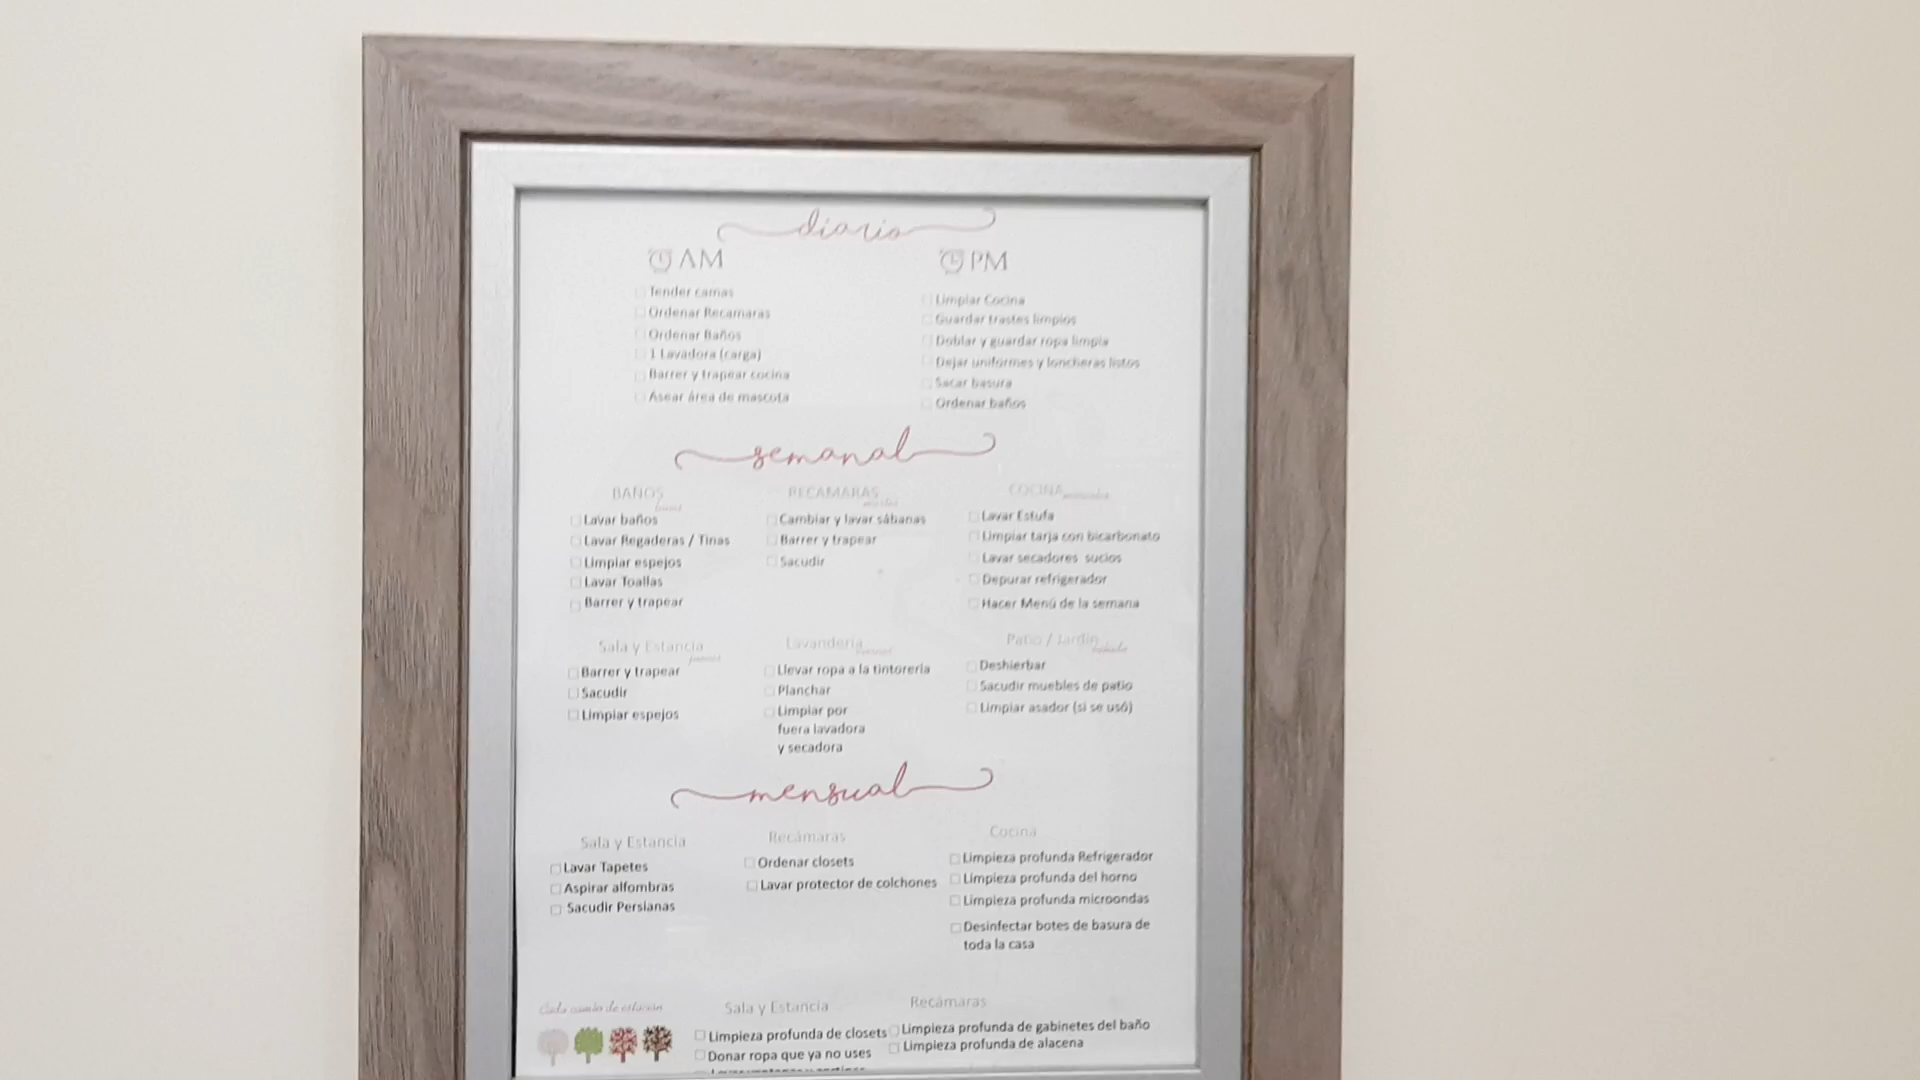 diario
AM
Tender camas
Ordenar Recamaras
Ordenar Baños
1 Lavadora (carga)
Barrer y trapear cocina
Asear área de mascota
PM
Limpiar Cocina
Guardar trastes limpios
Doblar y guardar ropa limpia
Dejar uniformes y loncheras listos
Sacar basura
Ordenar baños
semanal
BAÑOS
Lavar baños
Lavar Regaderas / Tinas
Limpiar espejos
Lavar Toallas
Barrer y trapear
RECAMARAS
Cambiar y lavar sábanas
Barrer y trapear
Sacudir
COCINA
Lavar Estufa
Limpiar tarja con bicarbonato
Lavar secadores sucios
Depurar refrigerador
Hacer Menú de la semana
Sala y Estancia
Barrer y trapear
Sacudir
Limpiar espejos
Lavandería
Llevar ropa a la tintorería
Planchar
Limpiar por
fuera lavadora
y secadora
Patio / Jardín
Deshierbar
Sacudir muebles de patio
Limpiar asador (si se usó)
mensual
Sala y Estancia
Lavar Tapetes
Aspirar alfombras
Sacudir Persianas
Recámaras
Ordenar closets
Lavar protector de colchones
Cocina
Limpieza profunda Refrigerador
Limpieza profunda del horno
Limpieza profunda microondas
Desinfectar botes de basura de
toda la casa
Cada cambio de estación
Sala y Estancia
Limpieza profunda de closets
Donar ropa que ya no uses
Recámaras
Limpieza profunda de gabinetes del baño
Limpieza profunda de alacena